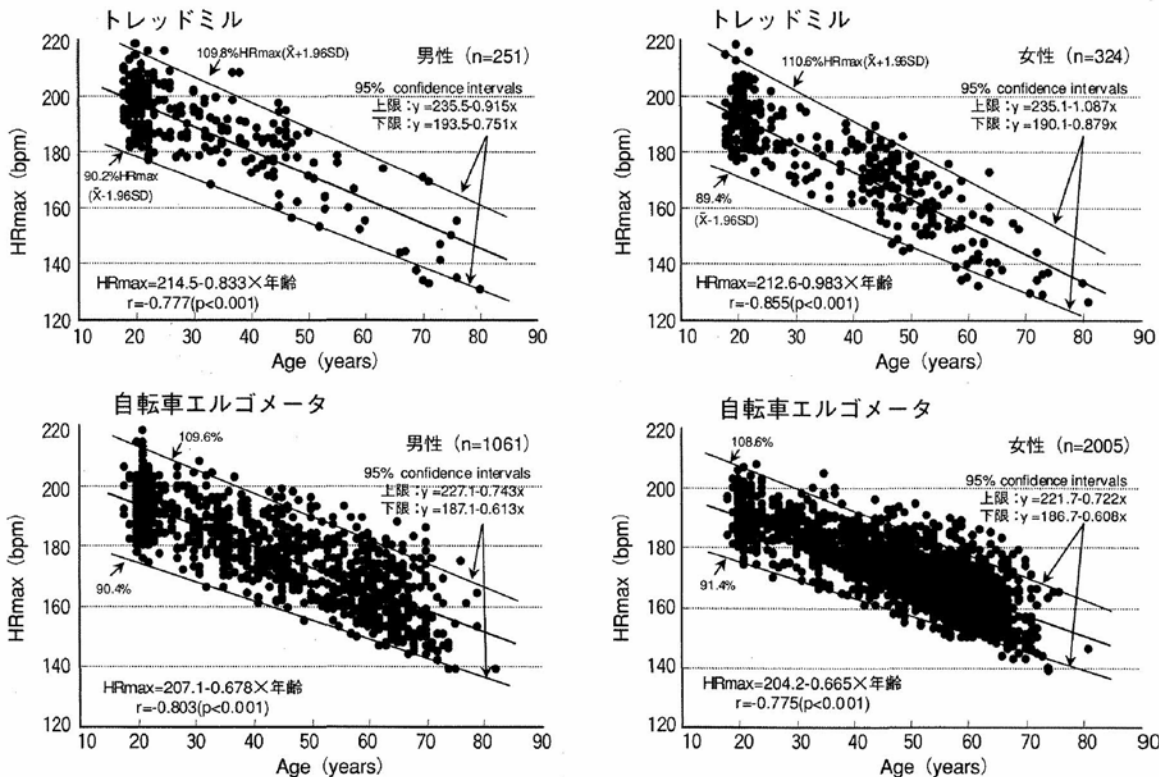 トレッドミル
男性 (n=251)
109.8%HRmax(X̄+1.96SD)
95% confidence intervals
上限:y=235.5-0.915x
下限:y=193.5-0.751x
90.2%HRmax
(X̄-1.96SD)
HRmax=214.5-0.833×年齢
r=-0.777(p<0.001)
HRmax (bpm)
220
200
180
160
140
120
10 20 30 40 50 60 70 80 90
Age (years)
トレッドミル
女性 (n=324)
110.6%HRmax(X̄+1.96SD)
95% confidence intervals
上限:y=235.1-1.087x
下限:y=190.1-0.879x
89.4%
(X̄-1.96SD)
HRmax=212.6-0.983×年齢
r=-0.855(p<0.001)
HRmax (bpm)
220
200
180
160
140
120
10 20 30 40 50 60 70 80 90
Age (years)
自転車エルゴメータ
男性 (n=1061)
109.6%
95% confidence intervals
上限:y=227.1-0.743x
下限:y=187.1-0.613x
90.4%
HRmax=207.1-0.678×年齢
r=-0.803(p<0.001)
HRmax (bpm)
220
200
180
160
140
120
10 20 30 40 50 60 70 80 90
Age (years)
自転車エルゴメータ
女性 (n=2005)
108.6%
95% confidence intervals
上限:y=221.7-0.722x
下限:y=186.7-0.608x
91.4%
HRmax=204.2-0.665×年齢
r=-0.775(p<0.001)
HRmax (bpm)
220
200
180
160
140
120
10 20 30 40 50 60 70 80 90
Age (years)